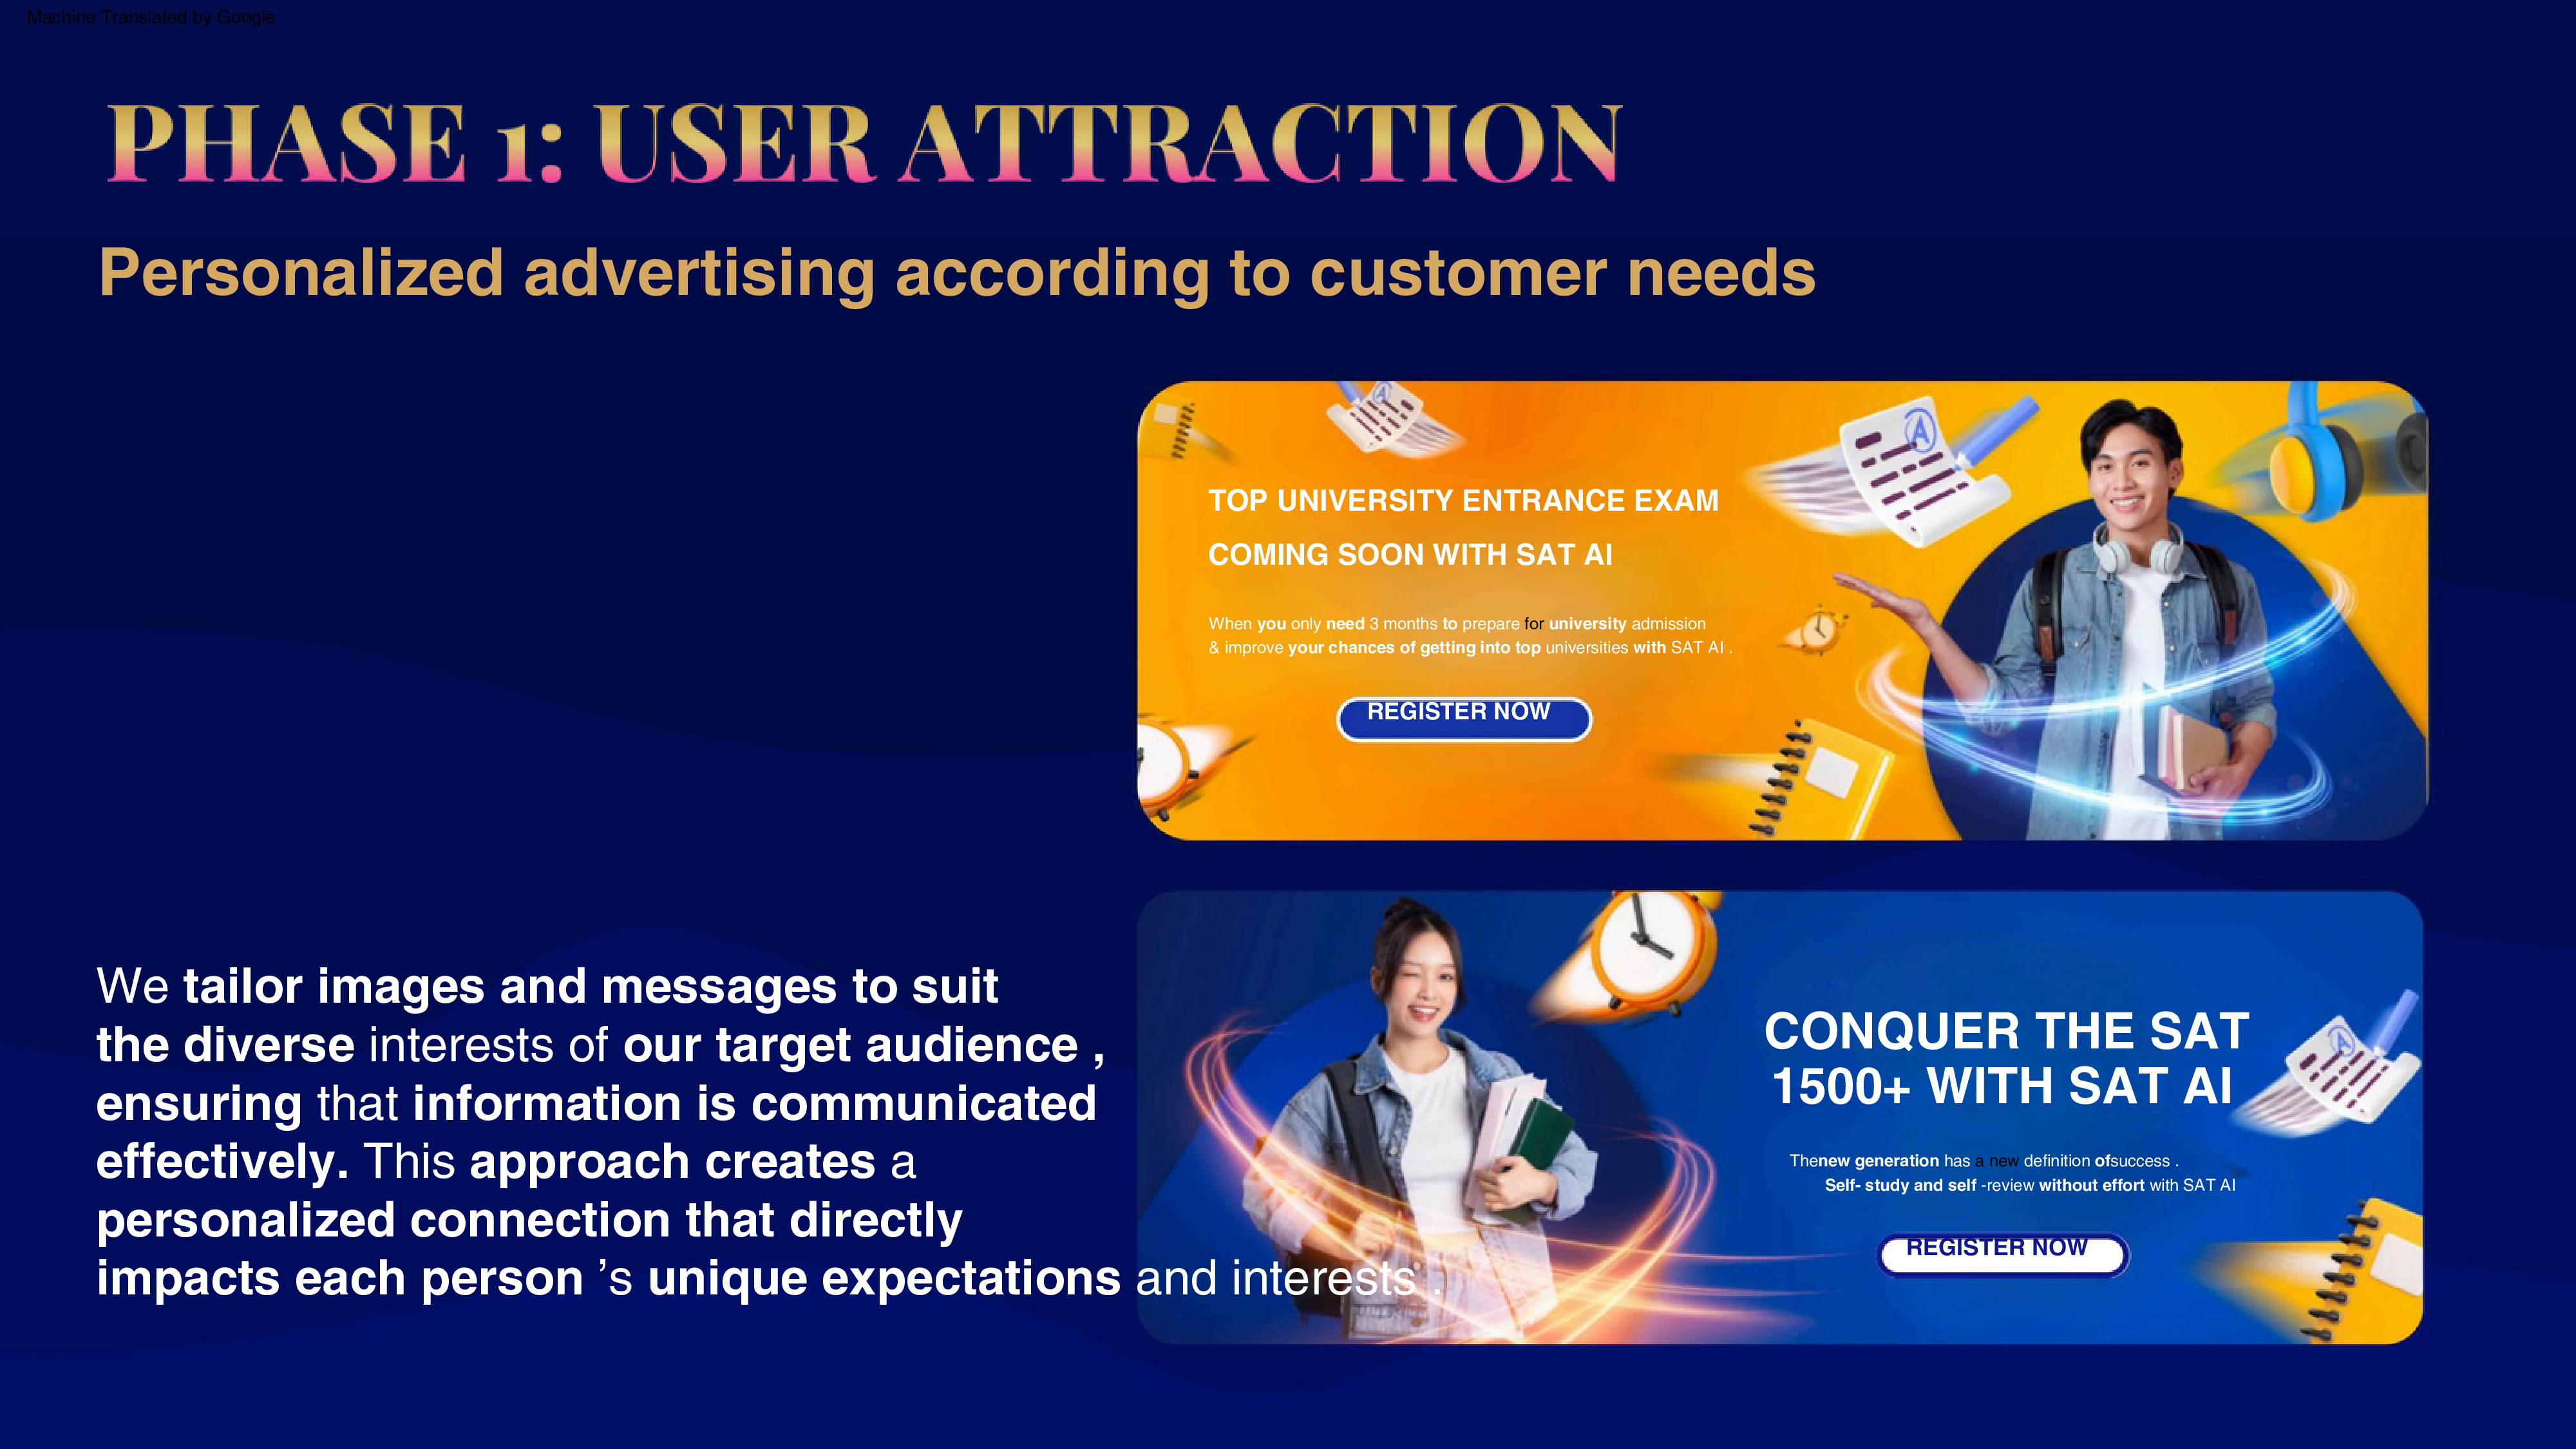 Machine Translated by Google
PHASE 1: USER ATTRACTION
Personalized advertising according to customer needs
TOP UNIVERSITY ENTRANCE EXAM
COMING SOON WITH SAT AI
When you only need 3 months to prepare for university admission
& improve your chances of getting into top universities with SAT AI .
REGISTER NOW
We tailor images and messages to suit
the diverse interests of our target audience ,
ensuring that information is communicated
effectively. This approach creates a
personalized connection that directly
impacts each person ’s unique expectations and interests .
CONQUER THE SAT
1500+ WITH SAT AI
Thenew generation has a new definition ofsuccess .
Self- study and self -review without effort with SAT AI
REGISTER NOW